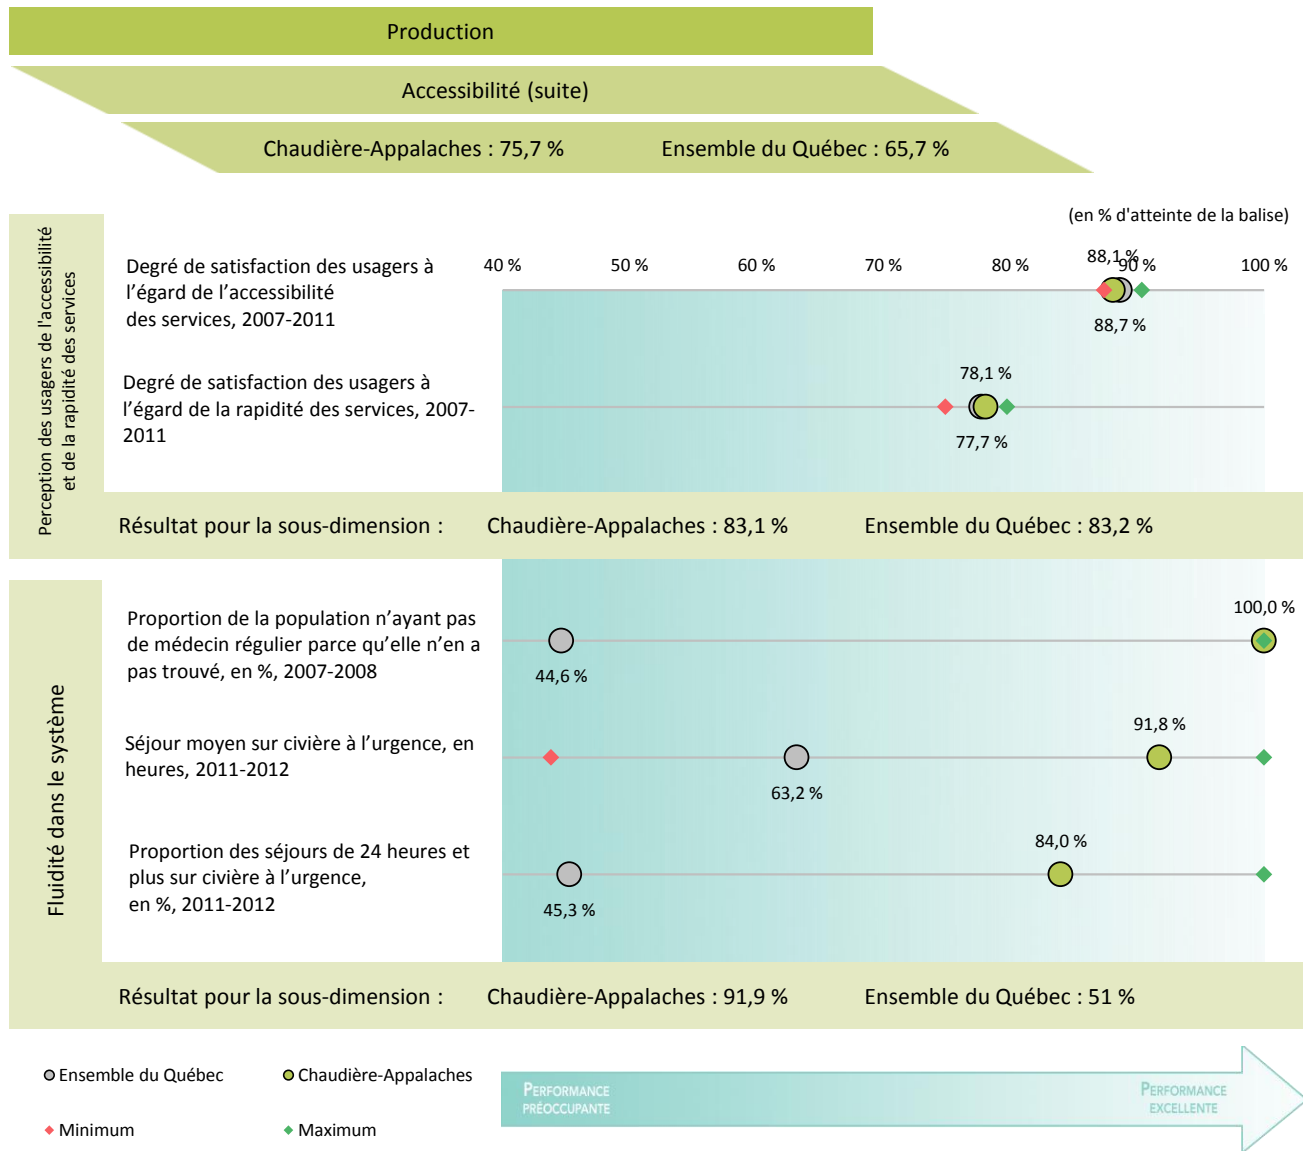 Production
Accessibilité (suite)
Chaudière-Appalaches : 75,7 % Ensemble du Québec : 65,7 %
(en % d'atteinte de la balise)
Perception des usagers de l'accessibilité
et de la rapidité des services
40 % 50 % 60 % 70 % 80 % 90 % 100 %
Degré de satisfaction des usagers à
l’égard de l’accessibilité
des services, 2007-2011
88,1 %
88,7 %
Degré de satisfaction des usagers à
l’égard de la rapidité des services, 2007-
2011
78,1 %
77,7 %
Résultat pour la sous-dimension : Chaudière-Appalaches : 83,1 % Ensemble du Québec : 83,2 %
Fluidité dans le système
Proportion de la population n’ayant pas
de médecin régulier parce qu’elle n’en a
pas trouvé, en %, 2007-2008
100,0 %
44,6 %
Séjour moyen sur civière à l’urgence, en
heures, 2011-2012
91,8 %
63,2 %
Proportion des séjours de 24 heures et
plus sur civière à l’urgence,
en %, 2011-2012
84,0 %
45,3 %
Résultat pour la sous-dimension : Chaudière-Appalaches : 91,9 % Ensemble du Québec : 51 %
Ensemble du Québec Chaudière-Appalaches
Minimum Maximum
PERFORMANCE
PRÉOCCUPANTE
PERFORMANCE
EXCELLENTE